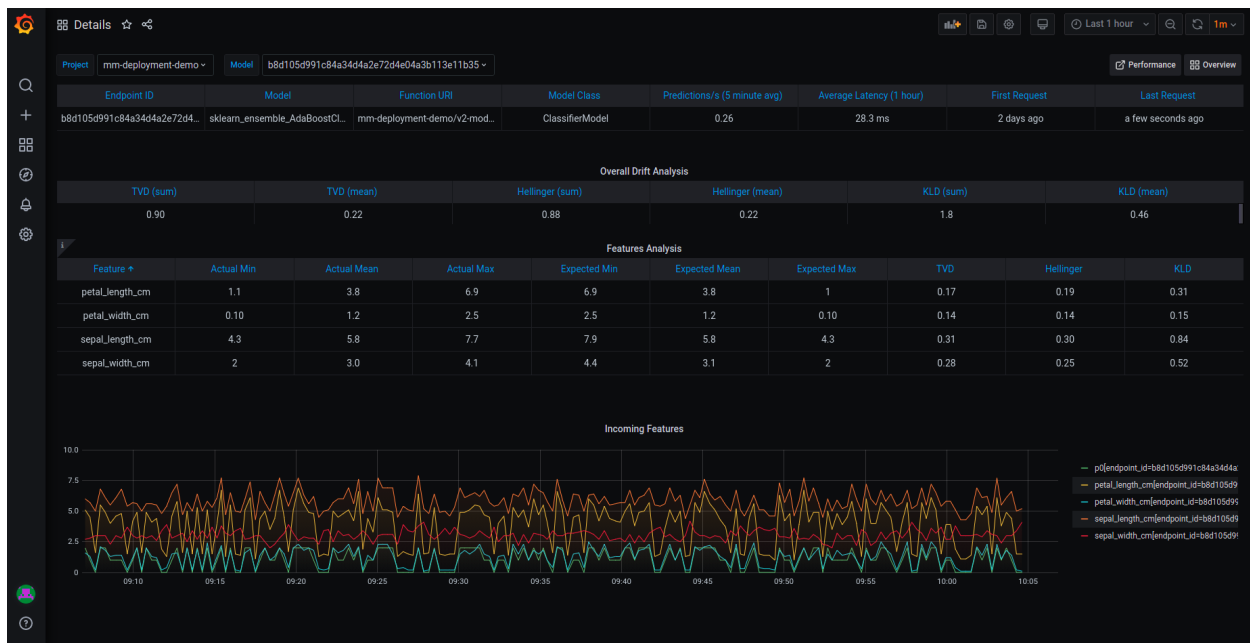 Details
Last 1 hour
1m
Project mm-deployment-demo Model b8d105d991c84a34d4a2e72d4e04a3b113e11b35 Performance Overview
Endpoint ID Model Function URI Model Class Predictions/s (5 minute avg) Average Latency (1 hour) First Request Last Request
b8d105d991c84a34d4a2e72d4... sklearn_ensemble_AdaBoostCl... mm-deployment-demo/v2-mod... ClassifierModel 0.26 28.3 ms 2 days ago a few seconds ago
Overall Drift Analysis
TVD (sum) TVD (mean) Hellinger (sum) Hellinger (mean) KLD (sum) KLD (mean)
0.90 0.22 0.88 0.22 1.8 0.46
i
Features Analysis
Feature ↑ Actual Min Actual Mean Actual Max Expected Min Expected Mean Expected Max TVD Hellinger KLD
petal_length_cm 1.1 3.8 6.9 6.9 3.8 1 0.17 0.19 0.31
petal_width_cm 0.10 1.2 2.5 2.5 1.2 0.10 0.14 0.14 0.15
sepal_length_cm 4.3 5.8 7.7 7.9 5.8 4.3 0.31 0.30 0.84
sepal_width_cm 2 3.0 4.1 4.4 3.1 2 0.28 0.25 0.52
Incoming Features
10.0
7.5
5.0
2.5
0
09:10 09:15 09:20 09:25 09:30 09:35 09:40 09:45 09:50 09:55 10:00 10:05
p0[endpoint_id=b8d105d991c84a34d4a
petal_length_cm[endpoint_id=b8d105d9
petal_width_cm[endpoint_id=b8d105d99
sepal_length_cm[endpoint_id=b8d105d9
sepal_width_cm[endpoint_id=b8d105d9